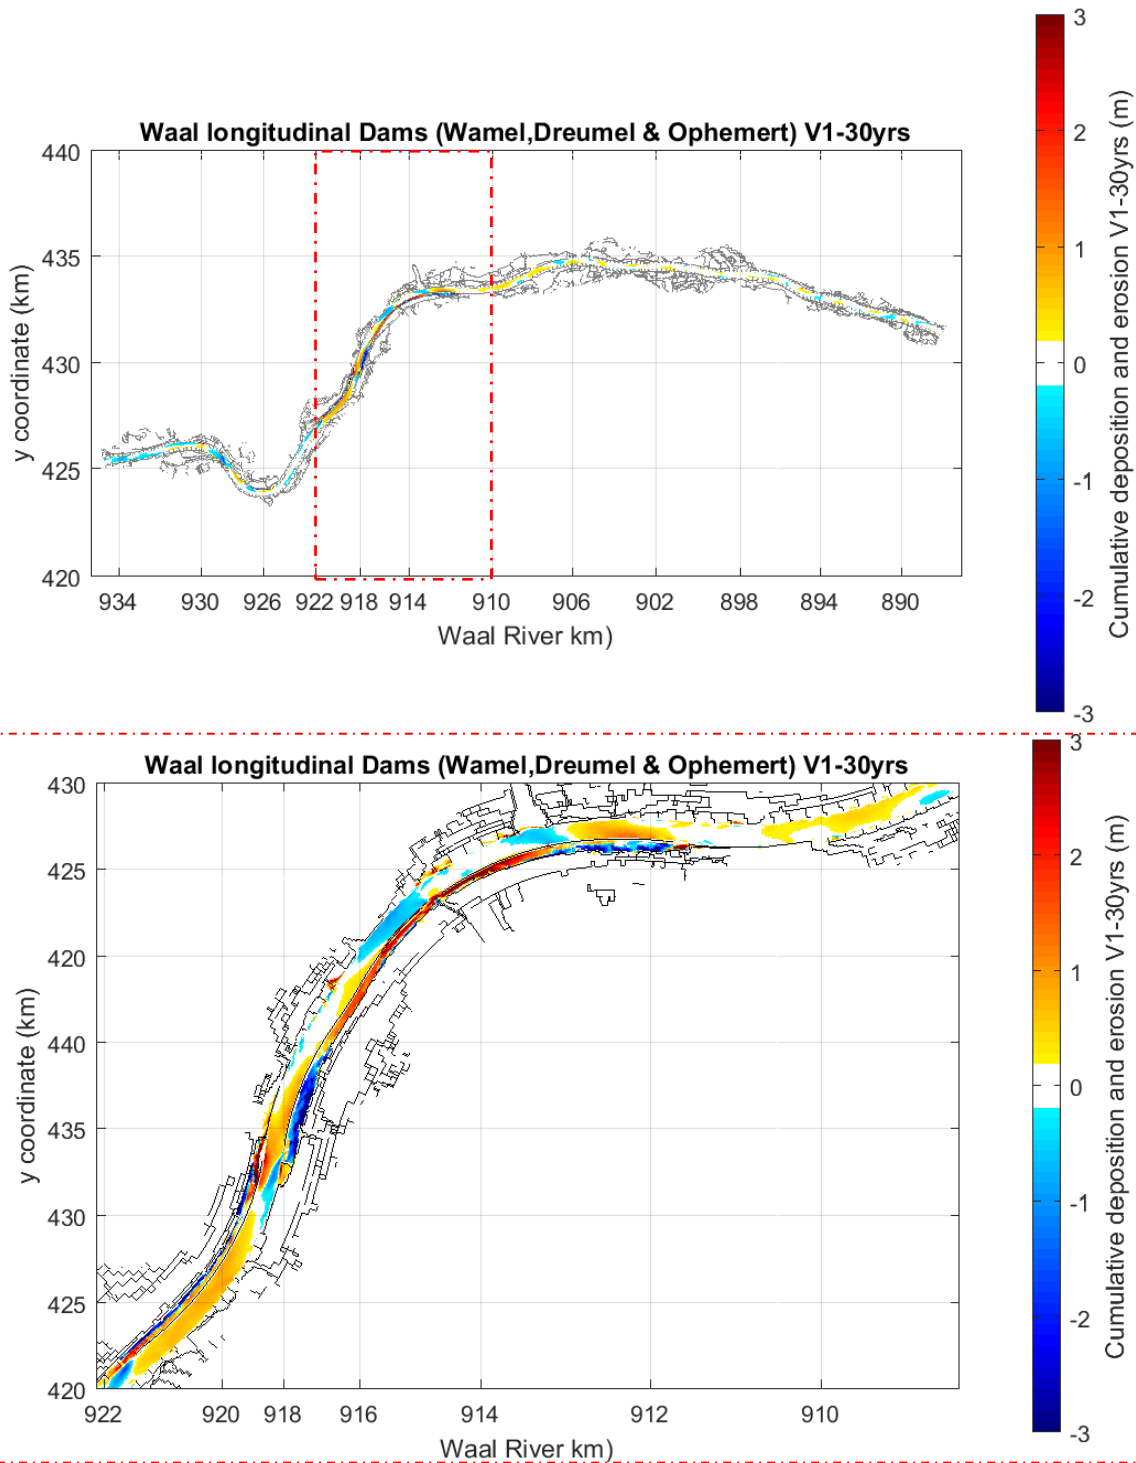 Waal longitudinal Dams (Wamel,Dreumel & Ophemert) V1-30yrs
440
435
430
425
420
y coordinate (km)
934 930 926 922 918 914 910 906 902 898 894 890
Waal River km)
3
2
1
0
-1
-2
-3
Cumulative deposition and erosion V1-30yrs (m)
Waal longitudinal Dams (Wamel,Dreumel & Ophemert) V1-30yrs
430
425
420
440
435
430
425
420
y coordinate (km)
922 920 918 916 914 912 910
Waal River km)
3
2
1
0
-1
-2
-3
Cumulative deposition and erosion V1-30yrs (m)